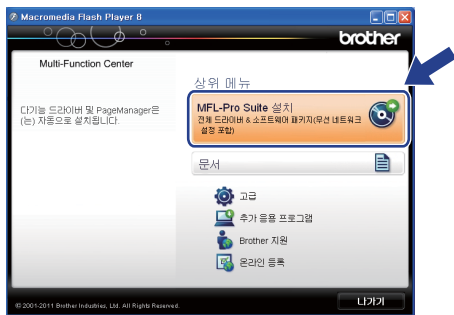 Macromedia Flash Player 8
brother
Multi-Function Center
상위 메뉴
다기능 드라이버 및 PageManager은
(는) 자동으로 설치됩니다.
MFL-Pro Suite 설치
전체 드라이버 & 소프트웨어 패키지(우선 네트워크
설정 포함)
문서
고급
추가 응용 프로그램
Brother 지원
온라인 등록
© 2001-2011 Brother Industries, Ltd. All Rights Reserved.
나가기